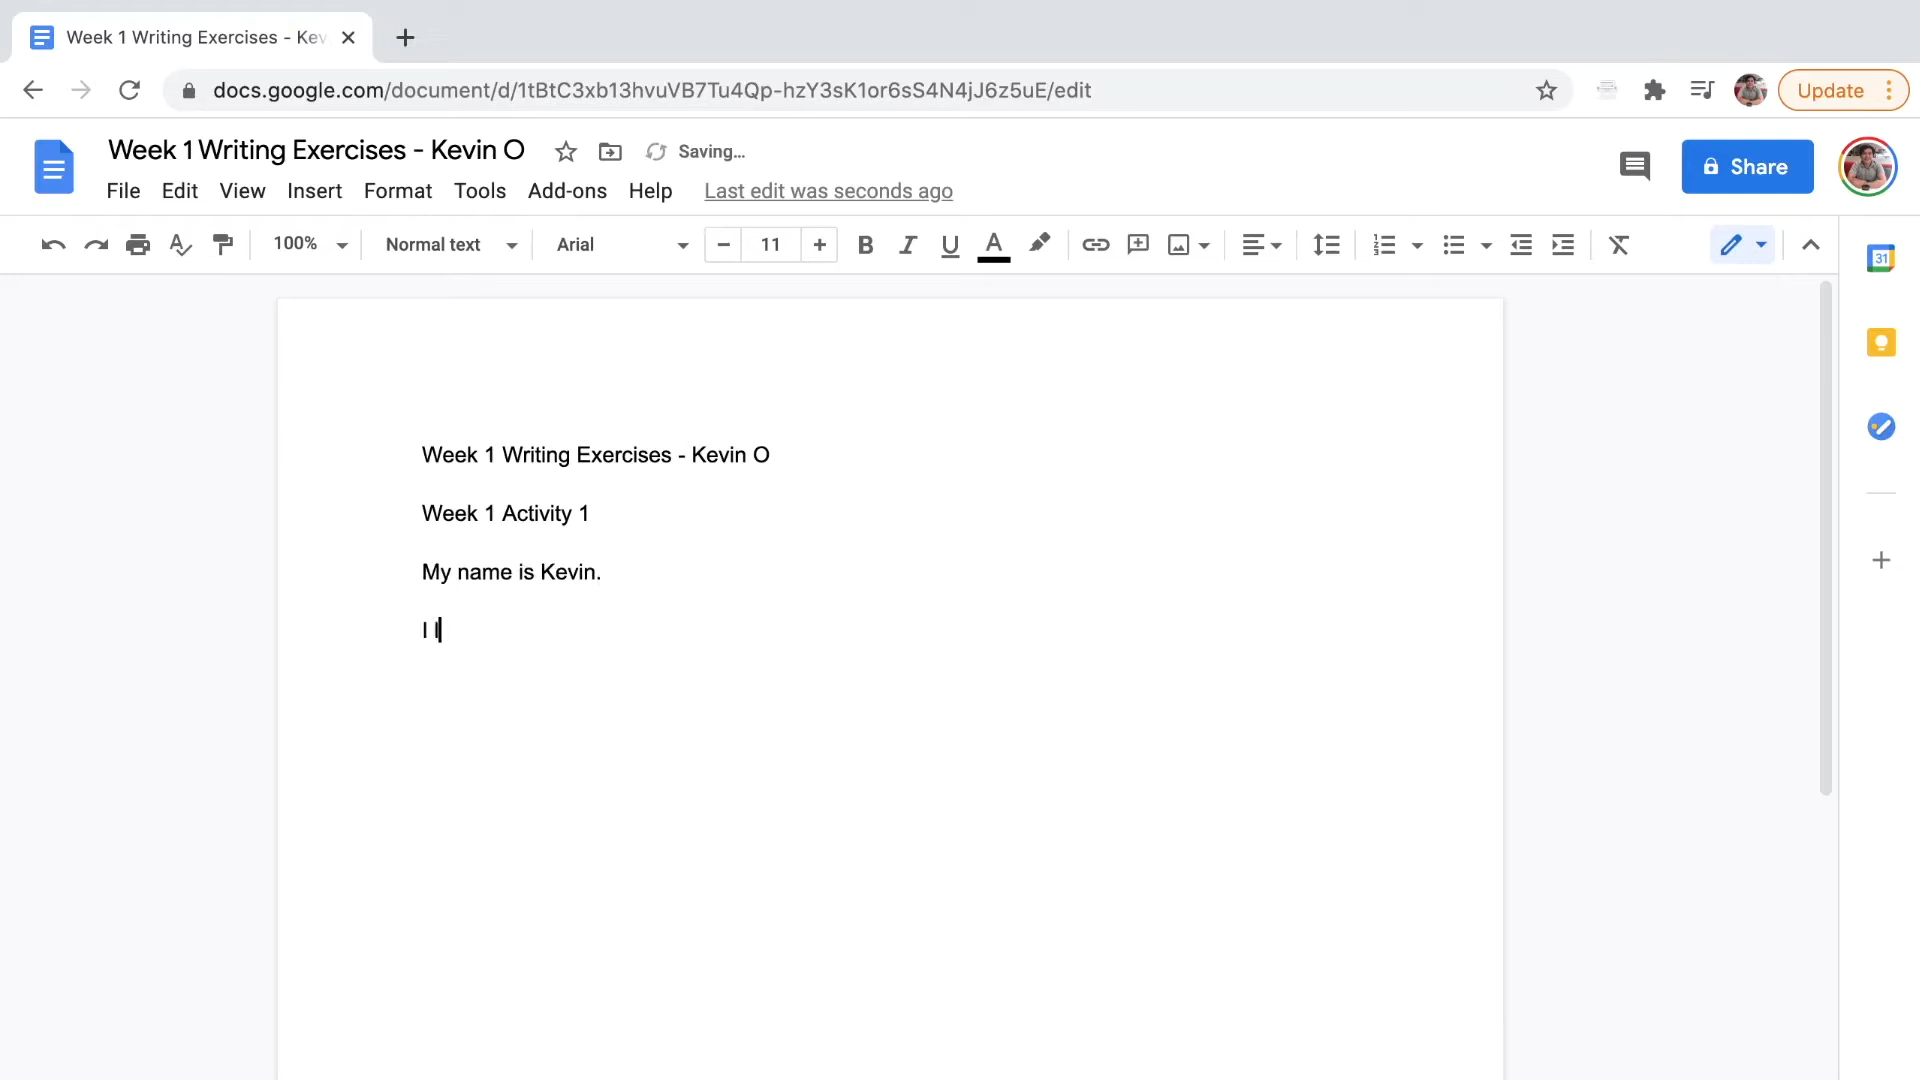 Week 1 Writing Exercises - Kev
docs.google.com/document/d/1tBtC3xb13hvuVB7Tu4Qp-hzY3sK1or6sS4N4jJ6z5uE/edit
Update
Week 1 Writing Exercises - Kevin O
Saving...
Share
File Edit View Insert Format Tools Add-ons Help Last edit was seconds ago
100% Normal text Arial 11 B I U A
31
Week 1 Writing Exercises - Kevin O
Week 1 Activity 1
My name is Kevin.
I l